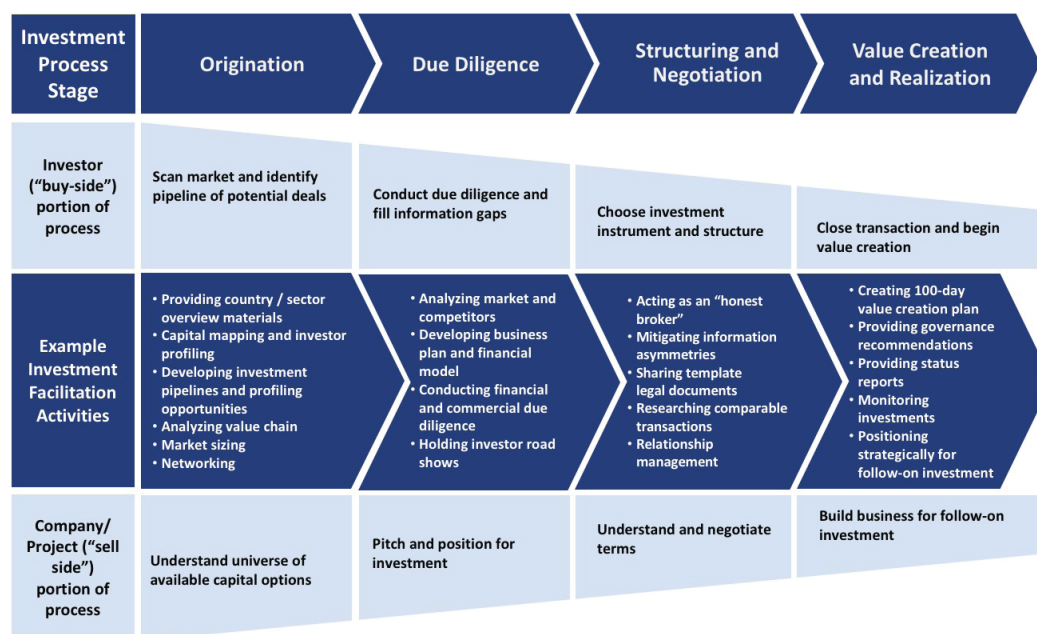 Investment
Process
Stage
Origination
Due Diligence
Structuring and
Negotiation
Value Creation
and Realization
Investor
(“buy-side”)
portion of
process
Scan market and identify
pipeline of potential deals
Conduct due diligence and
fill information gaps
Choose investment
instrument and structure
Close transaction and begin
value creation
Example
Investment
Facilitation
Activities
• Providing country / sector
overview materials
• Capital mapping and investor
profiling
• Developing investment
pipelines and profiling
opportunities
• Analyzing value chain
• Market sizing
• Networking
• Analyzing market and
competitors
• Developing business
plan and financial
model
• Conducting financial
and commercial due
diligence
• Holding investor road
shows
• Acting as an “honest
broker”
• Mitigating information
asymmetries
• Sharing template
legal documents
• Researching comparable
transactions
• Relationship
management
• Creating 100-day
value creation plan
• Providing governance
recommendations
• Providing status
reports
• Monitoring
investments
• Positioning
strategically for
follow-on investment
Company/
Project (“sell
side”)
portion of
process
Understand universe of
available capital options
Pitch and position for
investment
Understand and negotiate
terms
Build business for follow-on
investment